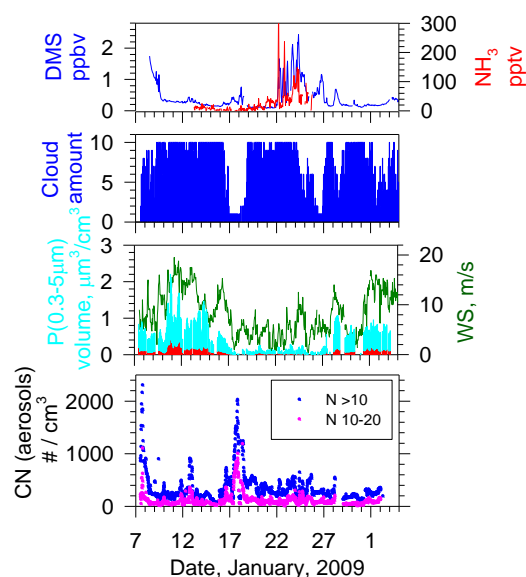 DMS
ppbv
2
1
0
300
200
100
0
NH3
pptv
Cloud
amount
10
5
0
P(0.3-5μm)
volume, μm³/cm³
3
2
1
0
20
10
0
WS, m/s
CN (aerosols)
# / cm³
2000
1000
0
N >10
N 10-20
7 12 17 22 27 1
Date, January, 2009